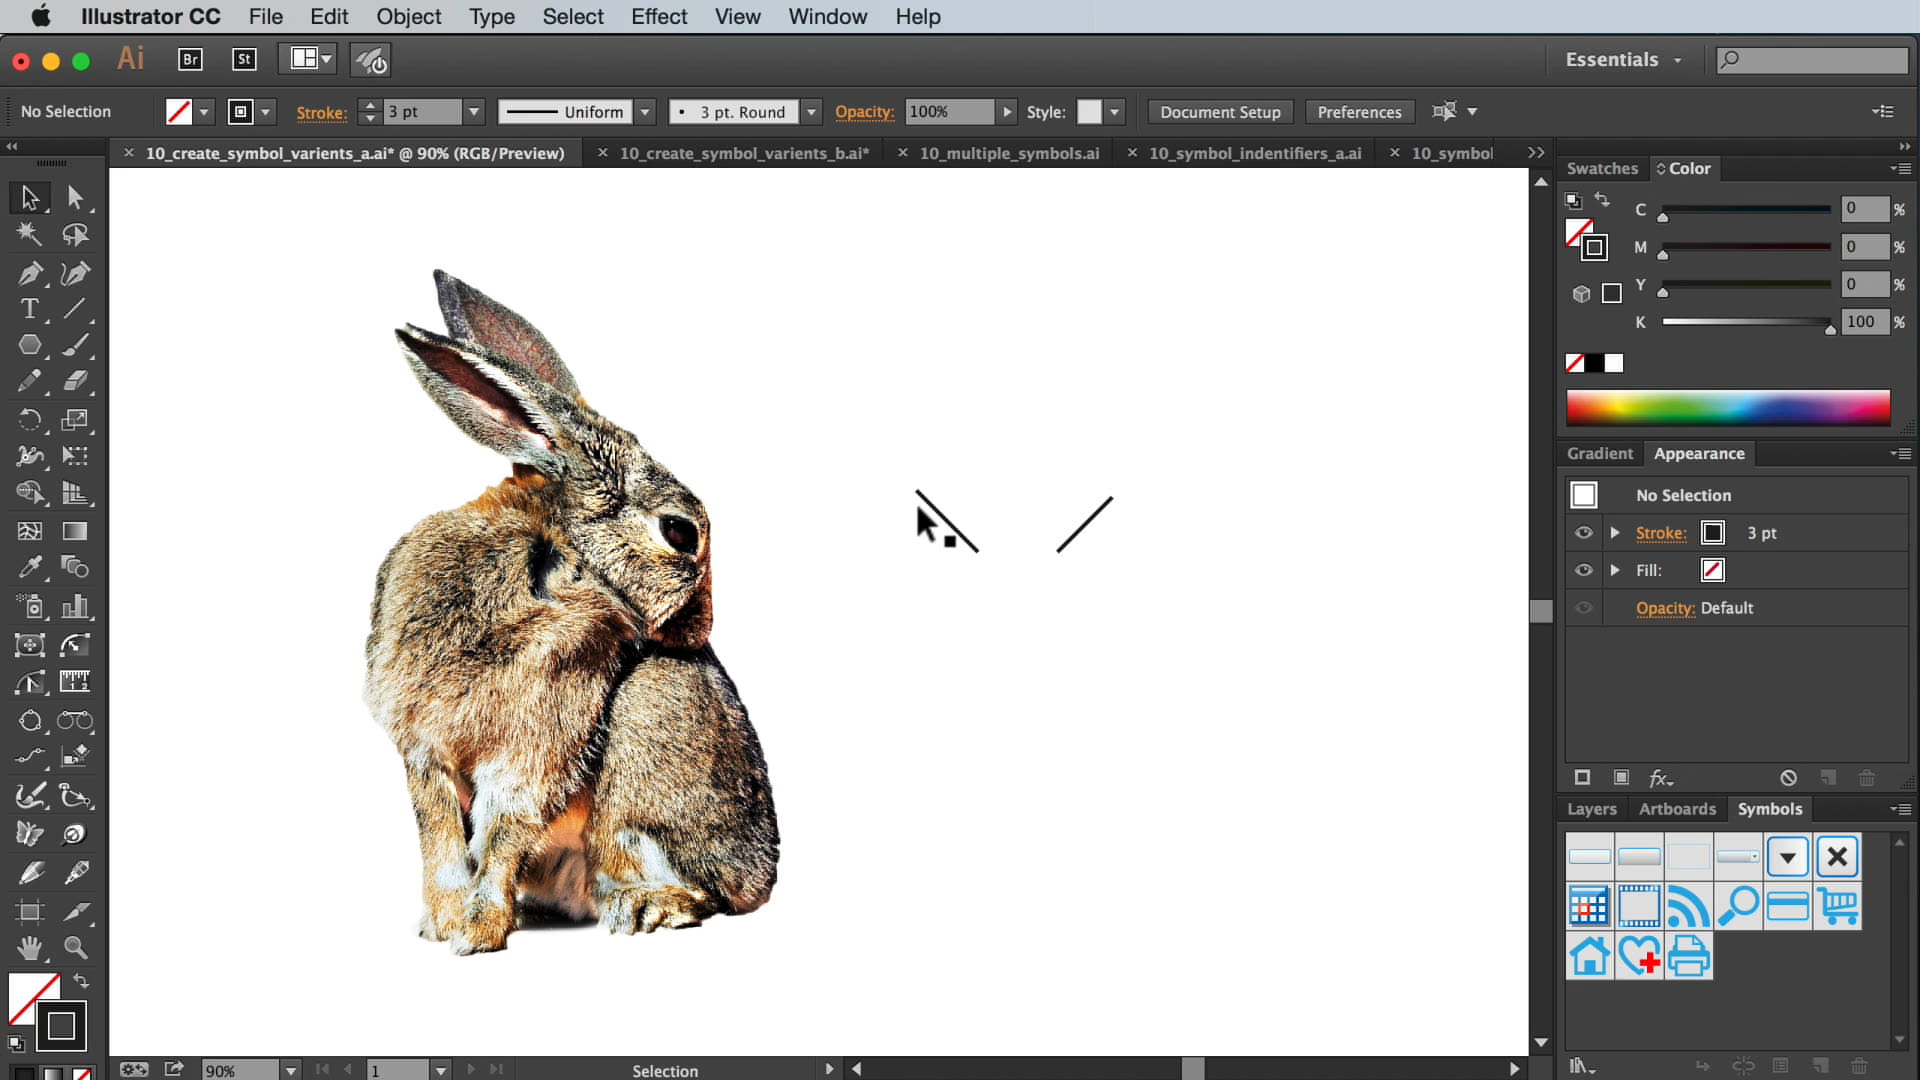 Illustrator CC File Edit Object Type Select Effect View Window Help
Ai Br St Essentials
No Selection Stroke: 3 pt Uniform 3 pt. Round Opacity: 100% Style: Document Setup Preferences
10_create_symbol_varients_a.ai* @ 90% (RGB/Preview) 10_create_symbol_varients_b.ai* 10_multiple_symbols.ai 10_symbol_indentifiers_a.ai 10_symbol
Swatches Color
C 0 %
M 0 %
Y 0 %
K 100 %
Gradient Appearance
No Selection
Stroke: 3 pt
Fill:
Opacity: Default
fx
Layers Artboards Symbols
90% 1 Selection